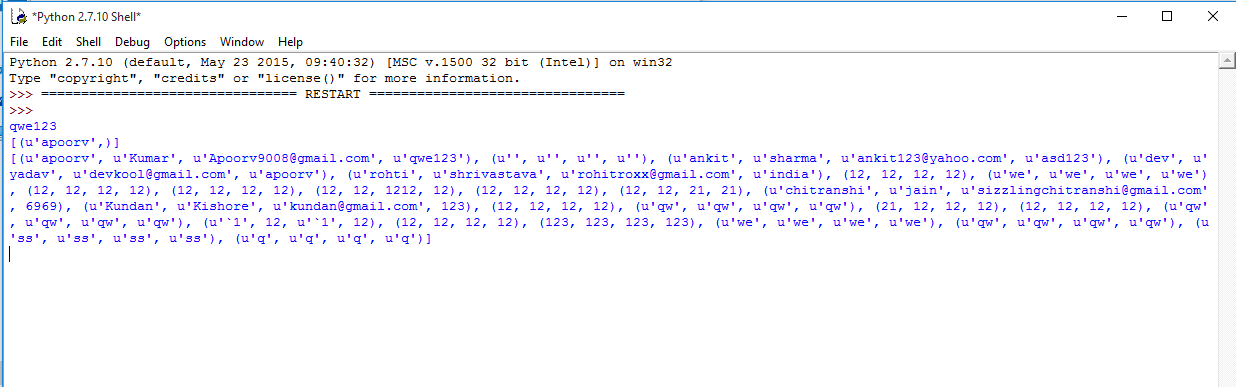 *Python 2.7.10 Shell*
File Edit Shell Debug Options Window Help
Python 2.7.10 (default, May 23 2015, 09:40:32) [MSC v.1500 32 bit (Intel)] on win32
Type "copyright", "credits" or "license()" for more information.
>>> ================================ RESTART ================================
>>>
qwe123
[(u'apoorv',)]
[(u'apoorv', u'Kumar', u'Apoorv9008@gmail.com', u'qwe123'), (u'', u'', u'', u''), (u'ankit', u'sharma', u'ankit123@yahoo.com', u'asd123'), (u'dev', u'
yadav', u'devkool@gmail.com', u'apoorv'), (u'rohti', u'shrivastava', u'rohitroxx@gmail.com', u'india'), (12, 12, 12, 12), (u'we', u'we', u'we', u'we')
, (12, 12, 12, 12), (12, 12, 12, 12), (12, 12, 1212, 12), (12, 12, 12, 12), (12, 12, 21, 21), (u'chitranshi', u'jain', u'sizzlingchitranshi@gmail.com'
, 6969), (u'Kundan', u'Kishore', u'kundan@gmail.com', 123), (12, 12, 12, 12), (u'qw', u'qw', u'qw', u'qw'), (21, 12, 12, 12), (12, 12, 12, 12), (u'qw'
, u'qw', u'qw', u'qw'), (u'`1', 12, u'`1', 12), (12, 12, 12, 12), (123, 123, 123, 123), (u'we', u'we', u'we', u'we'), (u'qw', u'qw', u'qw', u'qw'), (u
'ss', u'ss', u'ss', u'ss'), (u'q', u'q', u'q', u'q')]